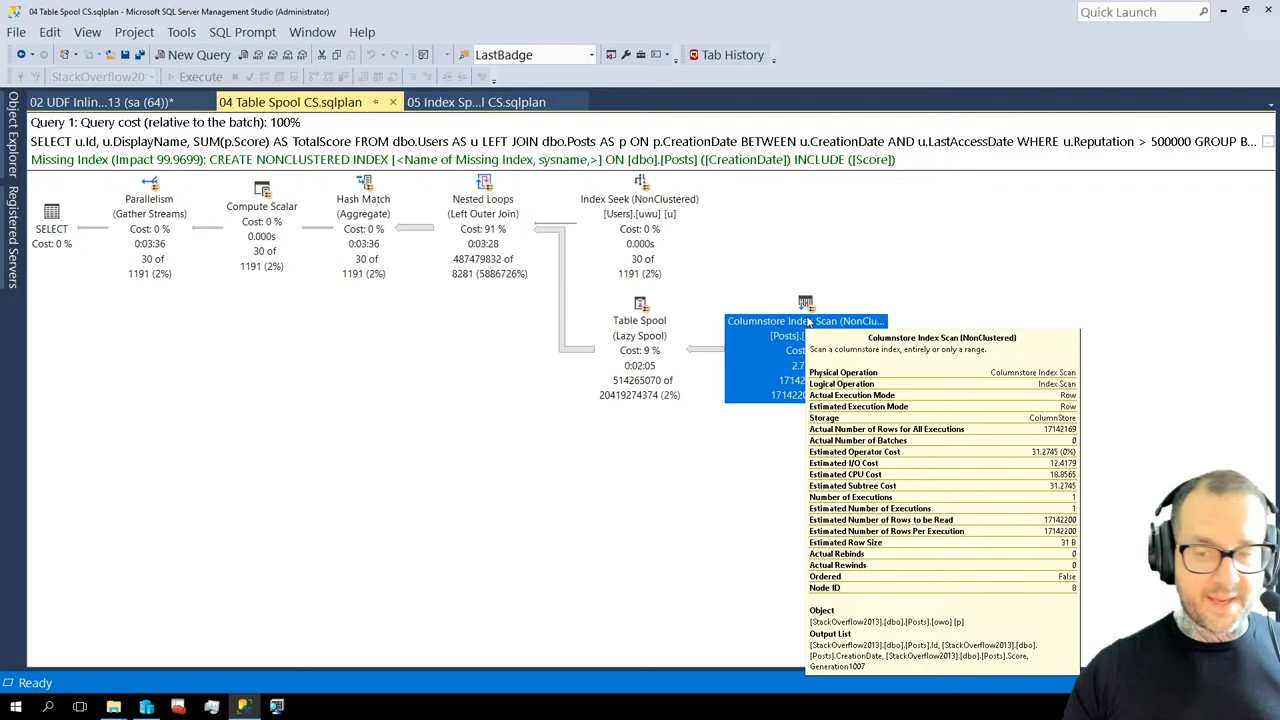 04 Table Spool CS.sqlplan - Microsoft SQL Server Management Studio (Administrator)
Quick Launch
File Edit View Project Tools SQL Prompt Window Help
New Query
LastBadge
Tab History
StackOverflow20
Execute
02 UDF Inlin...13 (sa (64))*
04 Table Spool CS.sqlplan
05 Index Sp...l CS.sqlplan
Object Explorer
Registered Servers
Query 1: Query cost (relative to the batch): 100%
SELECT u.Id, u.DisplayName, SUM(p.Score) AS TotalScore FROM dbo.Users AS u LEFT JOIN dbo.Posts AS p ON p.CreationDate BETWEEN u.CreationDate AND u.LastAccessDate WHERE u.Reputation > 500000 GROUP B...
Missing Index (Impact 99.9699): CREATE NONCLUSTERED INDEX [<Name of Missing Index, sysname,>] ON [dbo].[Posts] ([CreationDate]) INCLUDE ([Score])
SELECT
Cost: 0 %
Parallelism
(Gather Streams)
Cost: 0 %
0:03:36
30 of
1191 (2%)
Compute Scalar
Cost: 0 %
0.000s
30 of
1191 (2%)
Hash Match
(Aggregate)
Cost: 0 %
0:03:36
30 of
1191 (2%)
Nested Loops
(Left Outer Join)
Cost: 91 %
0:03:28
487479832 of
8281 (5886726%)
Index Seek (NonClustered)
[Users].[uwu] [u]
Cost: 0 %
0.000s
30 of
1191 (2%)
Table Spool
(Lazy Spool)
Cost: 9 %
0:02:05
514265070 of
20419274374 (2%)
Columnstore Index Scan (NonClu...
[Posts].[
Cost
2.7
1714
171422
Columnstore Index Scan (NonClustered)
Scan a columnstore index, entirely or only a range.
Physical Operation Columnstore Index Scan
Logical Operation Index Scan
Actual Execution Mode Row
Estimated Execution Mode Row
Storage ColumnStore
Actual Number of Rows for All Executions 17142169
Actual Number of Batches 0
Estimated Operator Cost 31.2745 (0%)
Estimated I/O Cost 12.4179
Estimated CPU Cost 18.8565
Estimated Subtree Cost 31.2745
Number of Executions 1
Estimated Number of Executions 1
Estimated Number of Rows to be Read 17142200
Estimated Number of Rows Per Execution 17142200
Estimated Row Size 31 B
Actual Rebinds 0
Actual Rewinds 0
Ordered False
Node ID 8
Object
[StackOverflow2013].[dbo].[Posts].[owo] [p]
Output List
[StackOverflow2013].[dbo].[Posts].Id, [StackOverflow2013].[dbo].
[Posts].CreationDate, [StackOverflow2013].[dbo].[Posts].Score,
Generation1007
Ready